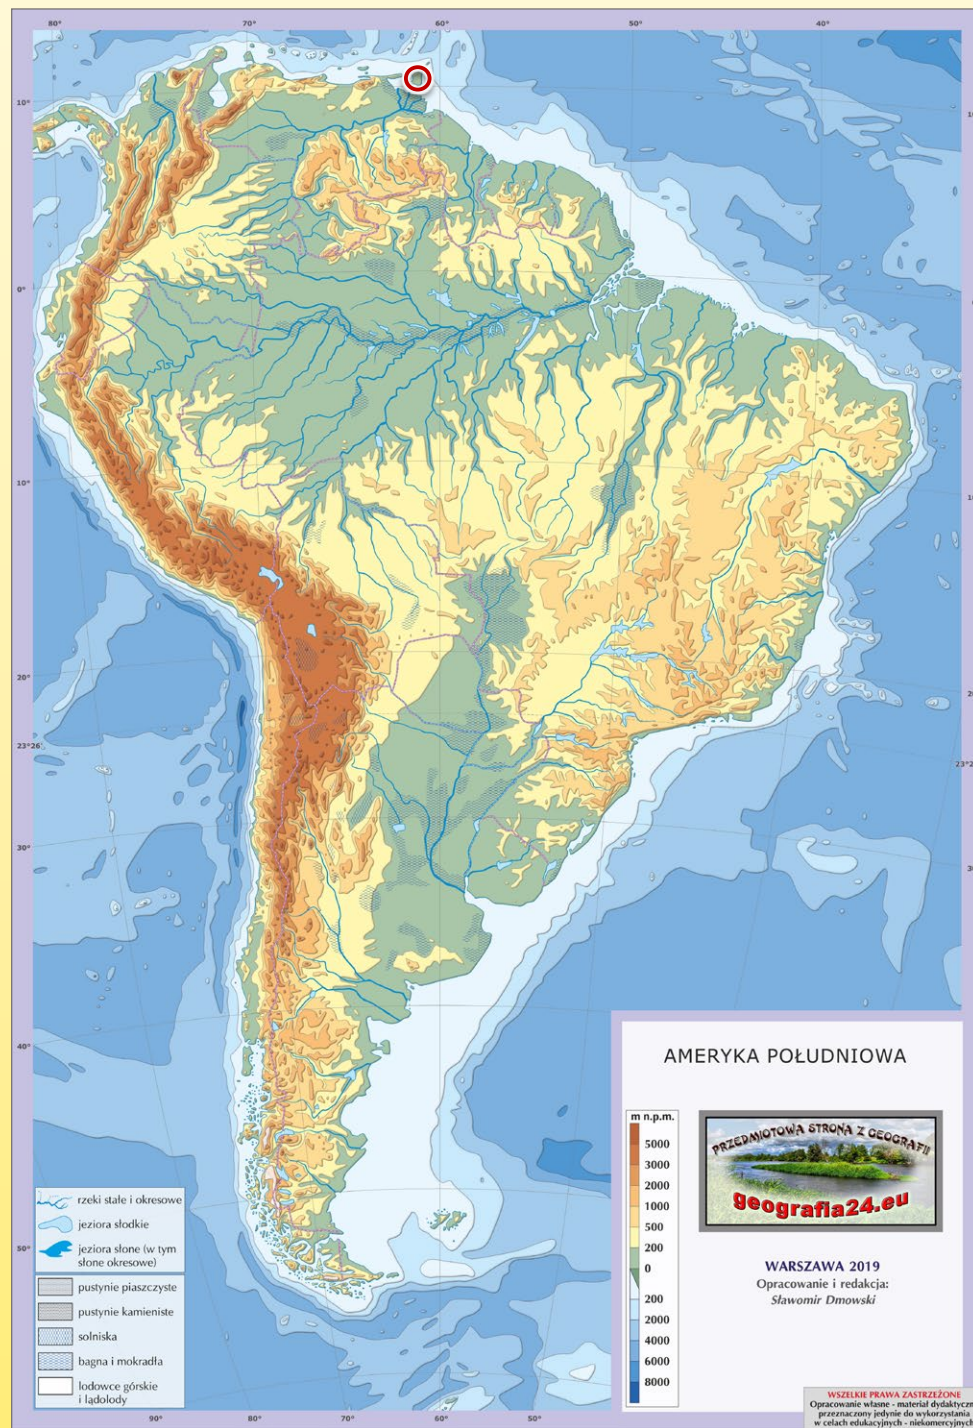 80°
70°
60°
50°
40°
10°
0°
10°
20°
23°26'
30°
40°
50°
90°
80°
70°
60°
50°
AMERYKA POŁUDNIOWA
m n.p.m.
5000
3000
2000
1000
500
200
0
200
2000
4000
6000
8000
PRZEDMIOTOWA STRONA Z GEOGRAFII
geografia24.eu
WARSZAWA 2019
Opracowanie i redakcja:
Sławomir Dmowski
rzeki stałe i okresowe
jeziora słodkie
jeziora słone (w tym
słone okresowe)
pustynie piaszczyste
pustynie kamieniste
solniska
bagna i mokradła
lodowce górskie
i lądolody
WSZELKIE PRAWA ZASTRZEŻONE
Opracowanie własne - materiał dydaktyczn
przeznaczony jedynie do wykorzystania
w celach edukacyjnych - niekomercyjnych